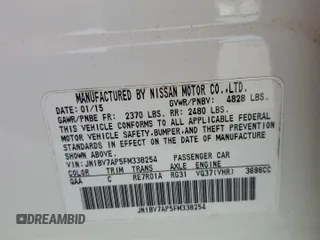 MANUFACTURED BY NISSAN MOTOR CO.,LTD.
DATE: 01/15 GVWR/PNBV: 4828 LBS.
GAWR/PNBE FR: 2370 LBS. RR: 2480 LBS.
THIS VEHICLE CONFORMS TO ALL APPLICABLE FEDERAL
MOTOR VEHICLE SAFETY, BUMPER, AND THEFT PREVENTION
STANDARDS IN EFFECT ON THE DATE OF MANUFACTURE
SHOWN ABOVE.
VIN: JN1BV7AP5FM338254 PASSENGER CAR
COLOR TRIM TRANS AXLE ENGINE
QAA C RE7R01A RG31 VQ37(VHR) 3696CC
JN1BV7AP5FM338254
DREAMBID
dreambid.com